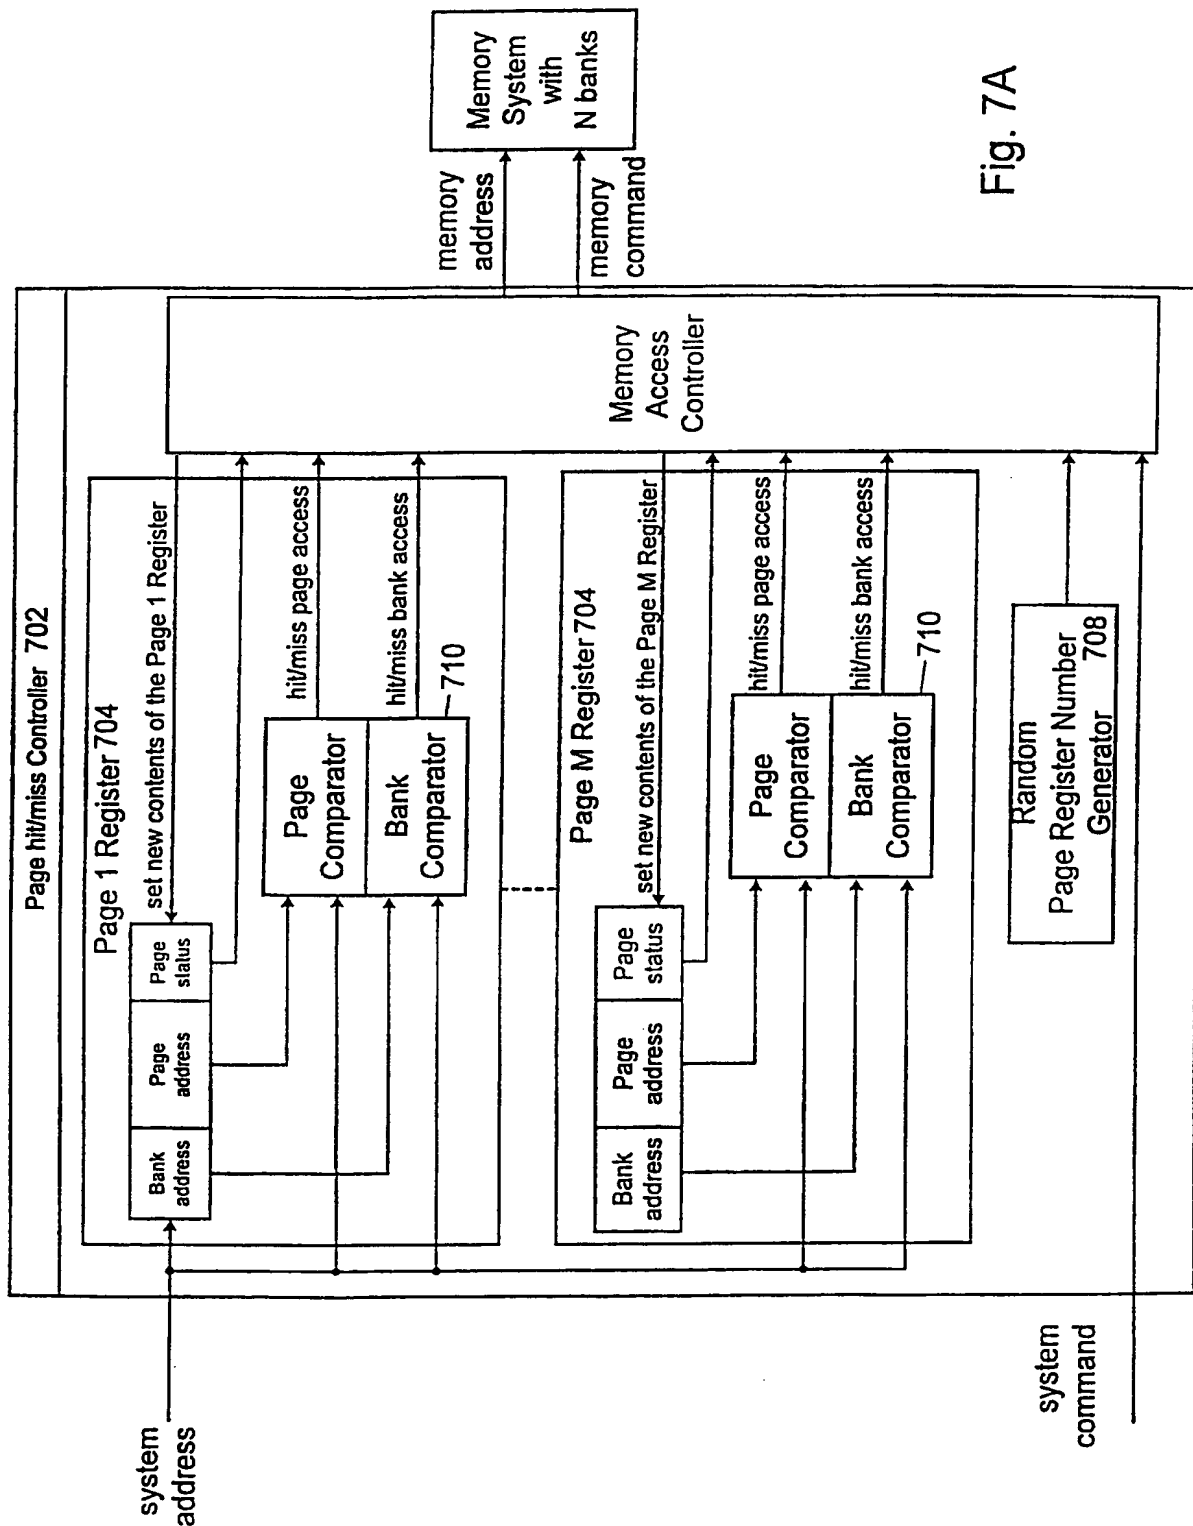 Page hit/miss Controller 702
Page 1 Register 704
set new contents of the Page 1 Register
Bank
address
Page
address
Page
status
Page
Comparator
Bank
Comparator
710
hit/miss page access
hit/miss bank access
Page M Register 704
set new contents of the Page M Register
Bank
address
Page
address
Page
status
Page
Comparator
Bank
Comparator
710
hit/miss page access
hit/miss bank access
Random
Page Register Number
Generator 708
Memory
Access
Controller
memory
address
memory
command
Memory
System
with
N banks
system
address
system
command
Fig. 7A